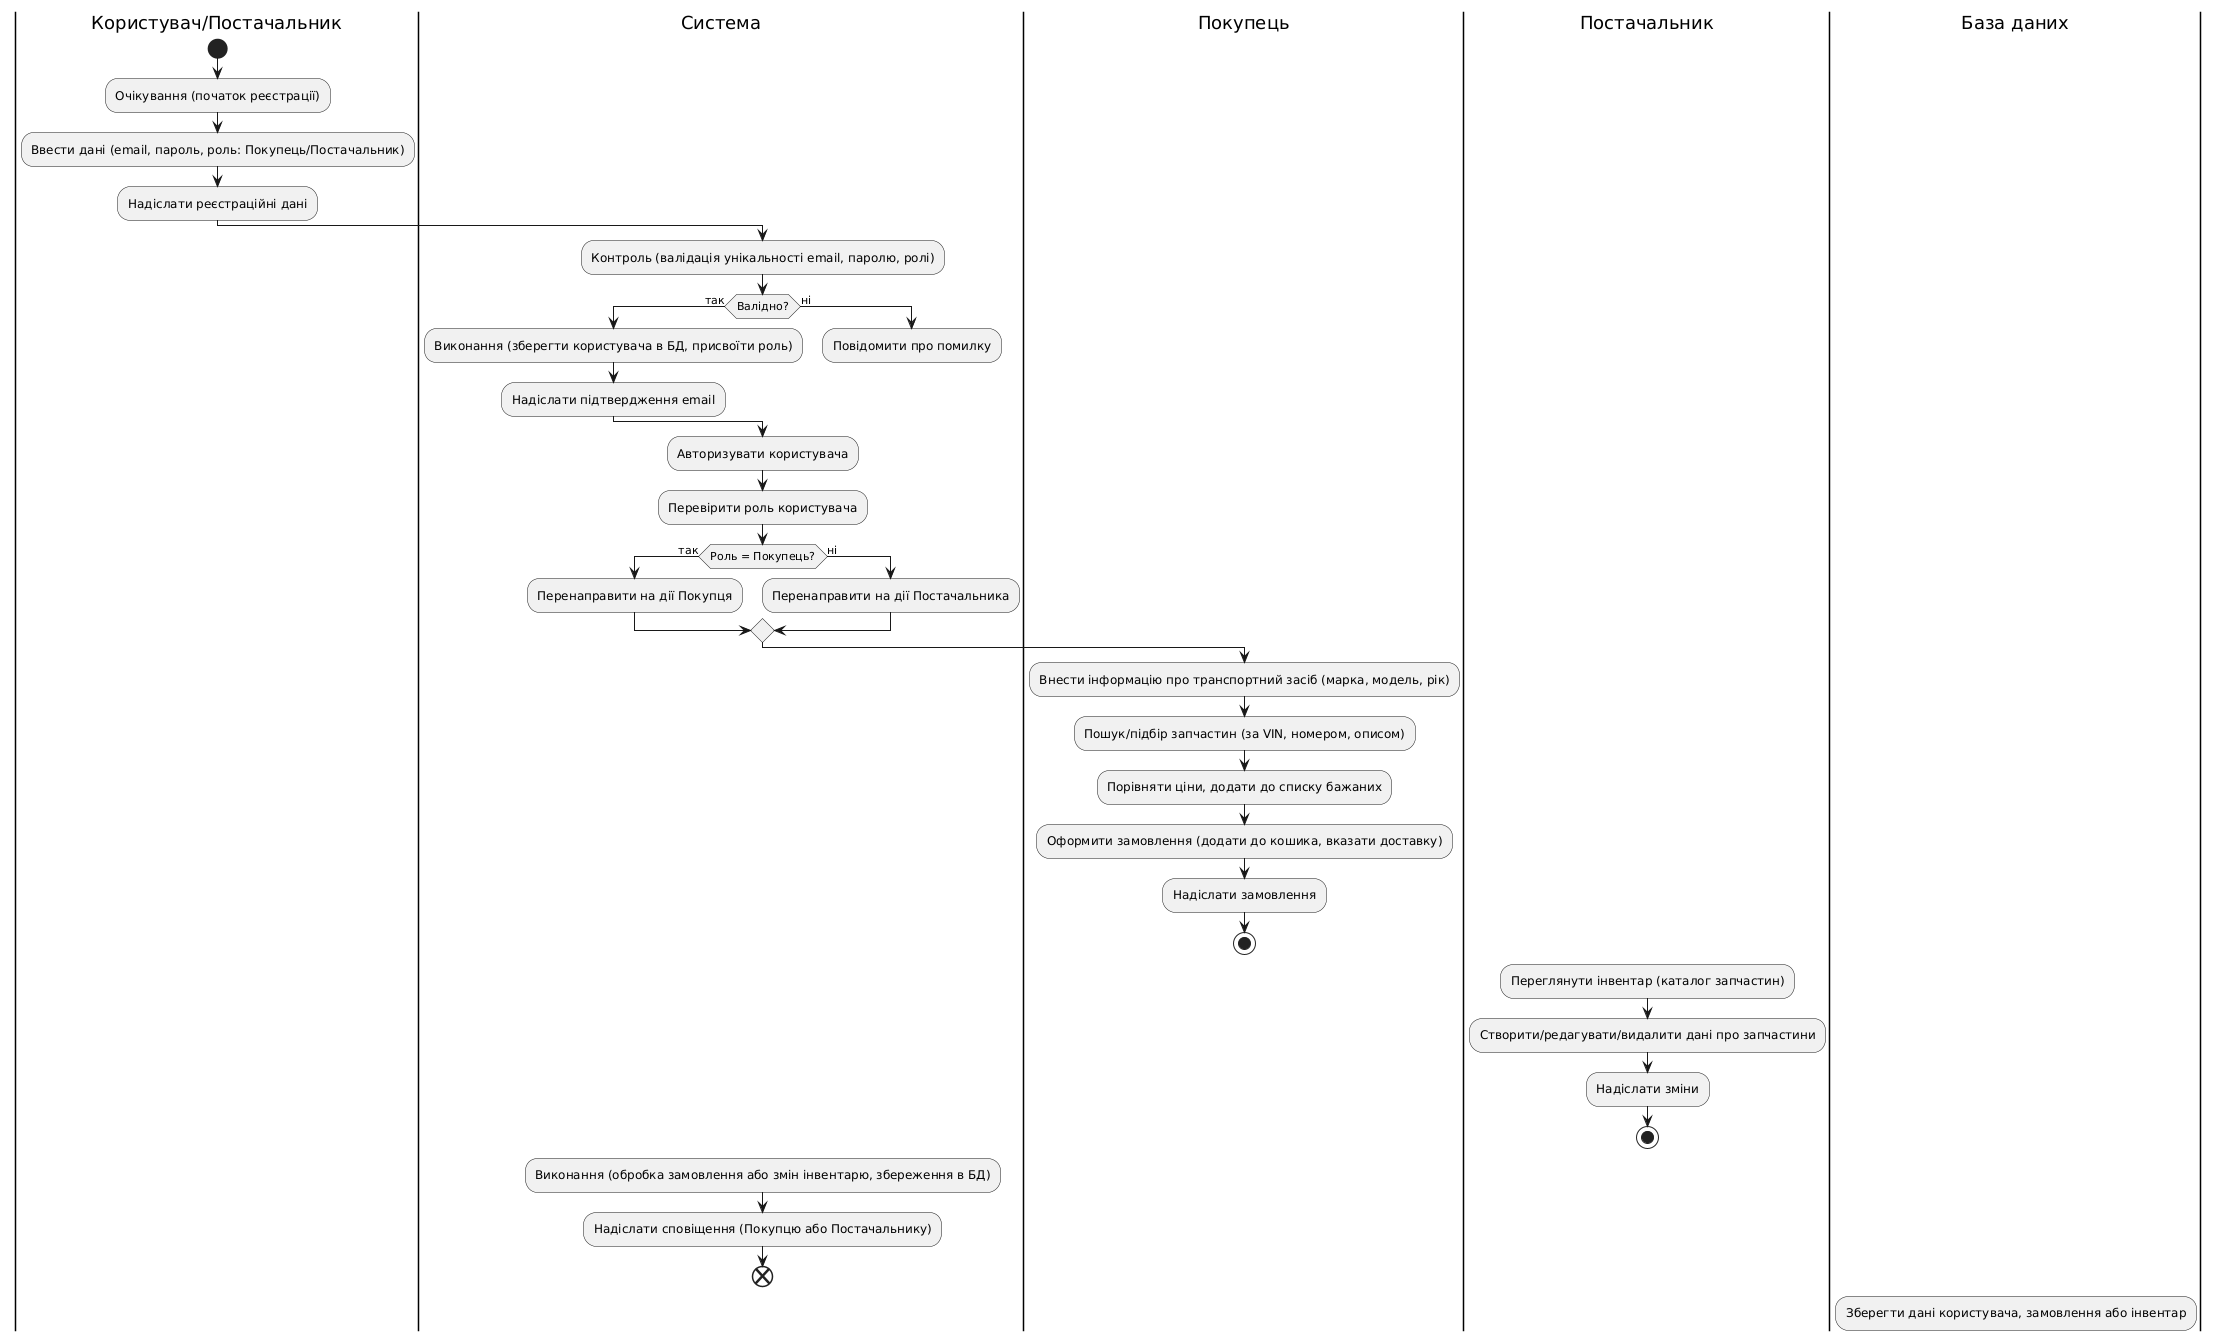 Користувач/Постачальник
Система
Покупець
Постачальник
База даних
Очікування (початок реєстрації)
Ввести дані (email, пароль, роль: Покупець/Постачальник)
Надіслати реєстраційні дані
Контроль (валідація унікальності email, паролю, ролі)
так
Валідно?
ні
Виконання (зберегти користувача в БД, присвоїти роль)
Повідомити про помилку
Надіслати підтвердження email
Авторизувати користувача
Перевірити роль користувача
так
Роль = Покупець?
ні
Перенаправити на дії Покупця
Перенаправити на дії Постачальника
Внести інформацію про транспортний засіб (марка, модель, рік)
Пошук/підбір запчастин (за VIN, номером, описом)
Порівняти ціни, додати до списку бажаних
Оформити замовлення (додати до кошика, вказати доставку)
Надіслати замовлення
Переглянути інвентар (каталог запчастин)
Створити/редагувати/видалити дані про запчастини
Надіслати зміни
Виконання (обробка замовлення або змін інвентарю, збереження в БД)
Надіслати сповіщення (Покупцю або Постачальнику)
Зберегти дані користувача, замовлення або інвентар